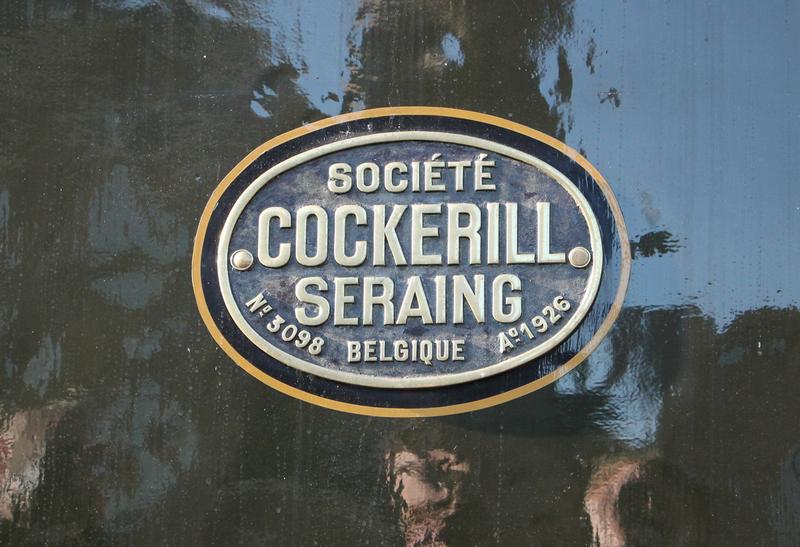 SOCIÉTÉ
COCKERILL
SERAING
Nº 3098
BELGIQUE
Aº 1926